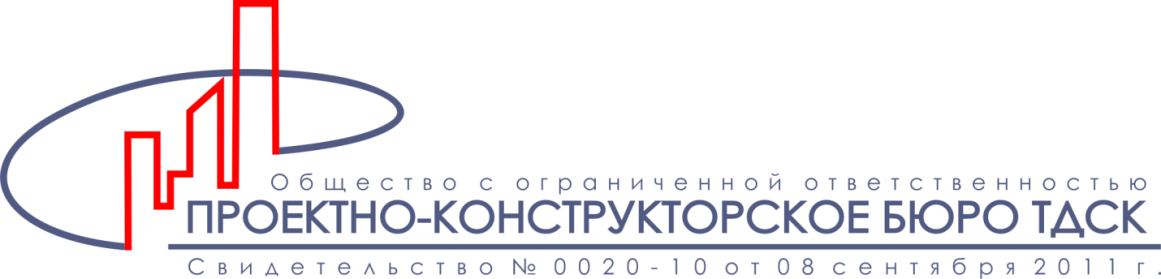 Общество с ограниченной ответственностью
ПРОЕКТНО-КОНСТРУКТОРСКОЕ БЮРО ТДСК
Свидетельство № 0020-10 от 08 сентября 2011 г.